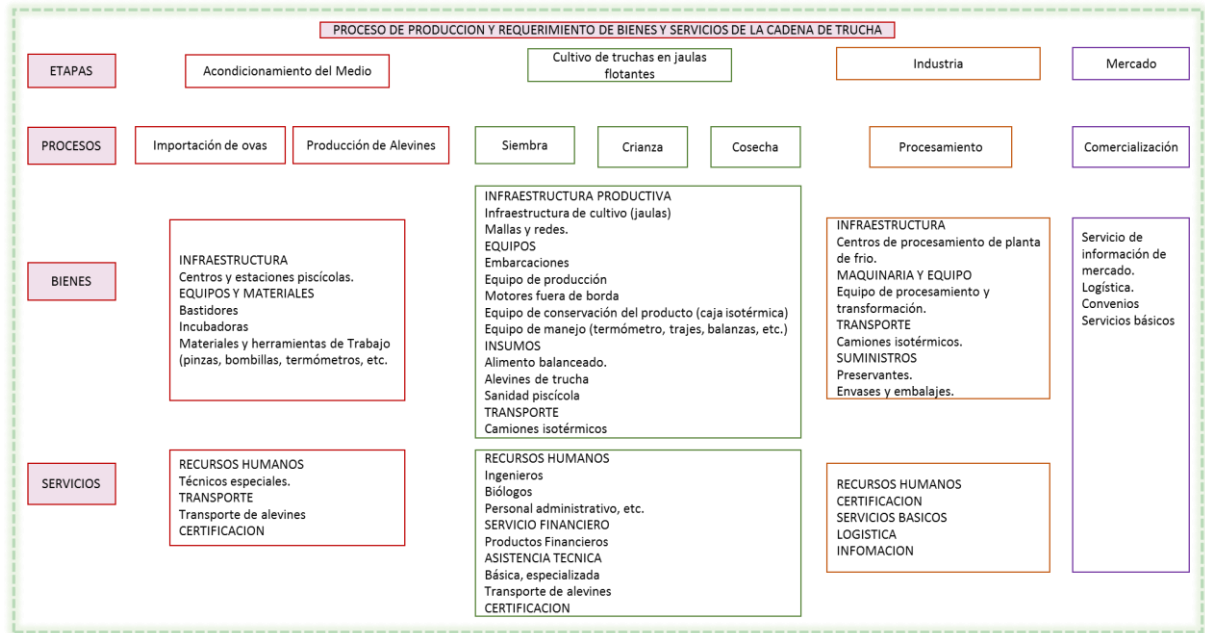 PROCESO DE PRODUCCION Y REQUERIMIENTO DE BIENES Y SERVICIOS DE LA CADENA DE TRUCHA
ETAPAS
Acondicionamiento del Medio
Cultivo de truchas en jaulas
flotantes
Industria
Mercado
PROCESOS
Importación de ovas
Producción de Alevines
Siembra
Crianza
Cosecha
Procesamiento
Comercialización
BIENES
INFRAESTRUCTURA
Centros y estaciones piscícolas.
EQUIPOS Y MATERIALES
Bastidores
Incubadoras
Materiales y herramientas de Trabajo
(pinzas, bombillas, termómetros, etc.
INFRAESTRUCTURA PRODUCTIVA
Infraestructura de cultivo (jaulas)
Mallas y redes.
EQUIPOS
Embarcaciones
Equipo de producción
Motores fuera de borda
Equipo de conservación del producto (caja isotérmica)
Equipo de manejo (termómetro, trajes, balanzas, etc.)
INSUMOS
Alimento balanceado.
Alevines de trucha
Sanidad piscícola
TRANSPORTE
Camiones isotérmicos
INFRAESTRUCTURA
Centros de procesamiento de planta
de frio.
MAQUINARIA Y EQUIPO
Equipo de procesamiento y
transformación.
TRANSPORTE
Camiones isotérmicos.
SUMINISTROS
Preservantes.
Envases y embalajes.
Servicio de
información de
mercado.
Logística.
Convenios
Servicios básicos
SERVICIOS
RECURSOS HUMANOS
Técnicos especiales.
TRANSPORTE
Transporte de alevines
CERTIFICACION
RECURSOS HUMANOS
Ingenieros
Biólogos
Personal administrativo, etc.
SERVICIO FINANCIERO
Productos Financieros
ASISTENCIA TECNICA
Básica, especializada
Transporte de alevines
CERTIFICACION
RECURSOS HUMANOS
CERTIFICACION
SERVICIOS BASICOS
LOGISTICA
INFOMACION